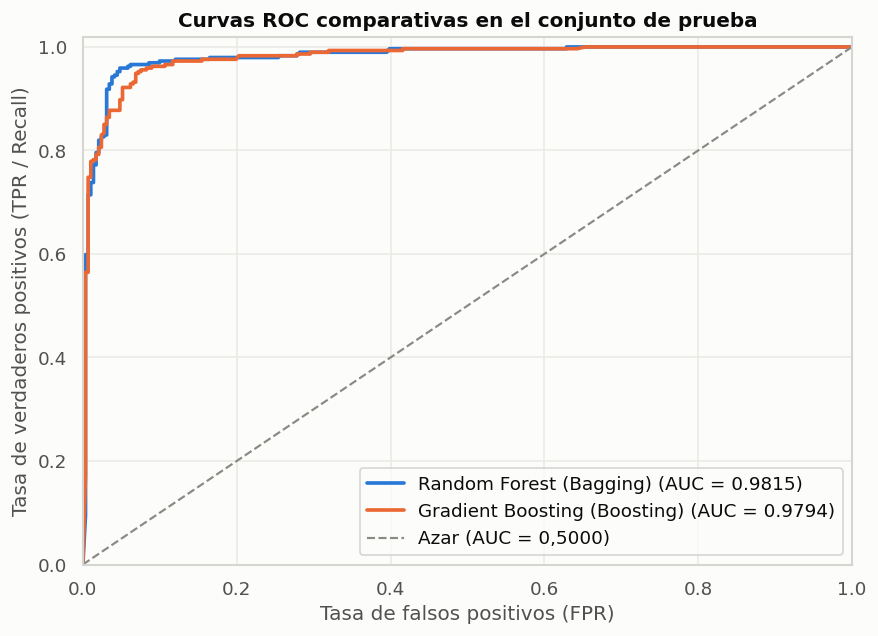 Curvas ROC comparativas en el conjunto de prueba
Tasa de verdaderos positivos (TPR / Recall)
1.0
0.8
0.6
0.4
0.2
0.0
Random Forest (Bagging) (AUC = 0.9815)
Gradient Boosting (Boosting) (AUC = 0.9794)
Azar (AUC = 0,5000)
0.0 0.2 0.4 0.6 0.8 1.0
Tasa de falsos positivos (FPR)